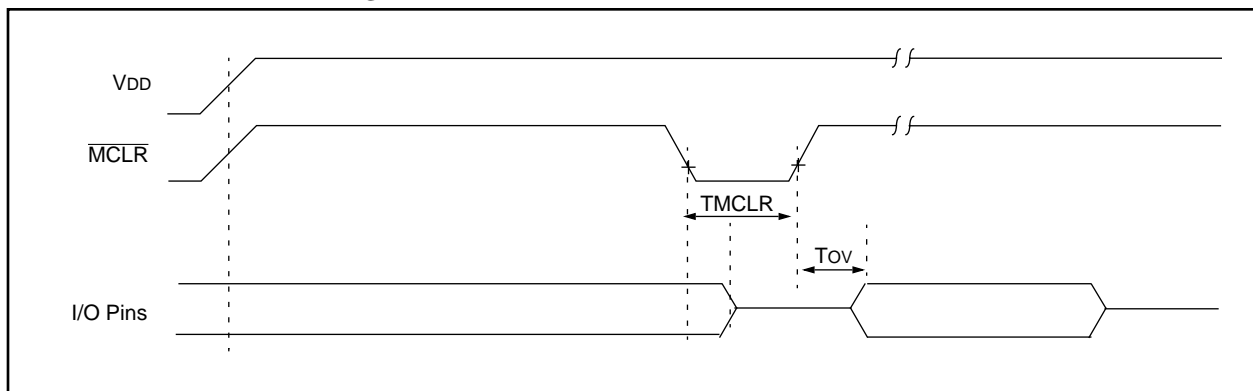 VDD
MCLR
TMCLR
TOV
I/O Pins